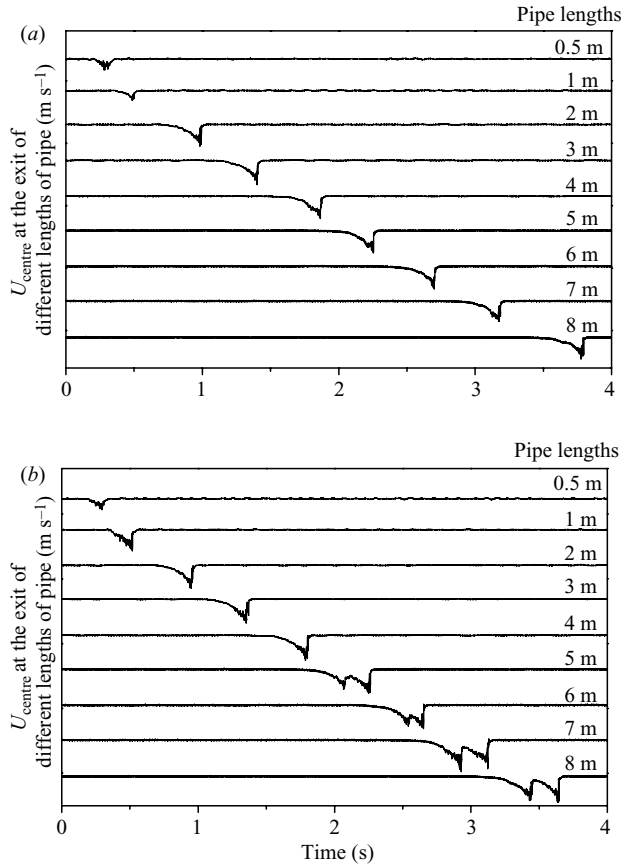 Pipe lengths
(a)
0.5 m
1 m
2 m
3 m
4 m
5 m
6 m
7 m
8 m
U_centre at the exit of
different lengths of pipe (m s⁻¹)
0 1 2 3 4
Pipe lengths
(b)
0.5 m
1 m
2 m
3 m
4 m
5 m
6 m
7 m
8 m
U_centre at the exit of
different lengths of pipe (m s⁻¹)
0 1 2 3 4
Time (s)